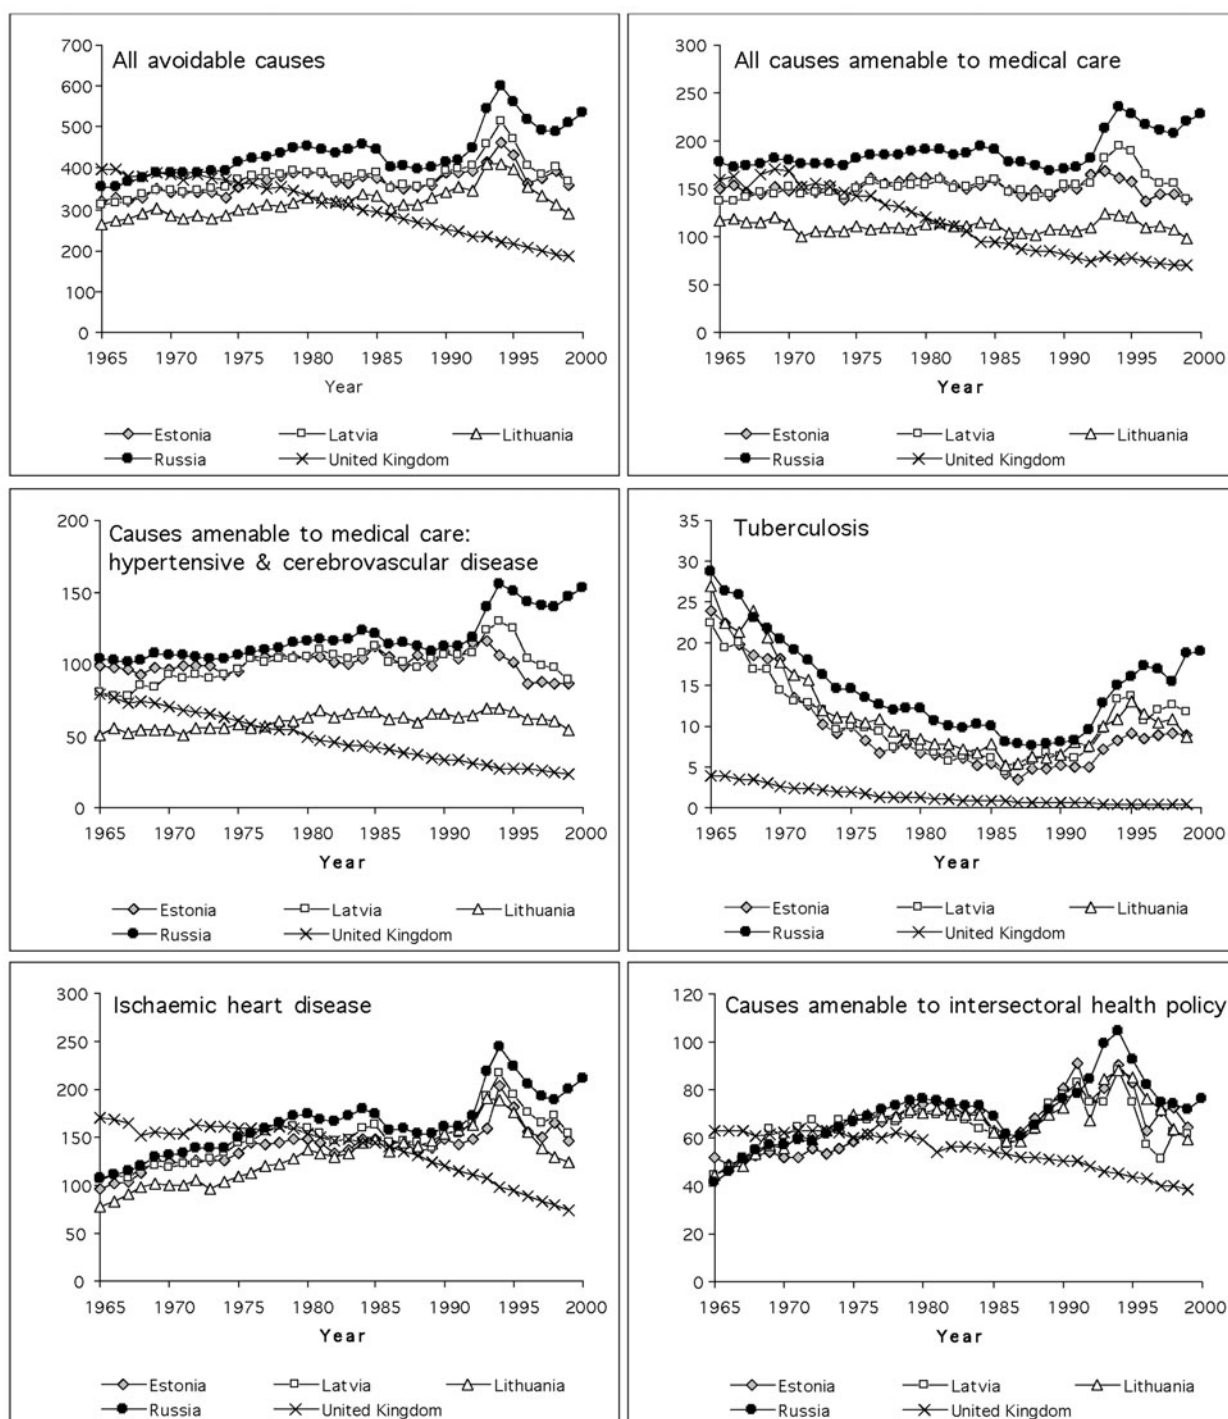 All avoidable causes
700
600
500
400
300
200
100
0
1965 1970 1975 1980 1985 1990 1995 2000
Year
Estonia Latvia Lithuania
Russia United Kingdom
All causes amenable to medical care
300
250
200
150
100
50
0
1965 1970 1975 1980 1985 1990 1995 2000
Year
Estonia Latvia Lithuania
Russia United Kingdom
Causes amenable to medical care:
hypertensive & cerebrovascular disease
200
150
100
50
0
1965 1970 1975 1980 1985 1990 1995 2000
Year
Estonia Latvia Lithuania
Russia United Kingdom
Tuberculosis
35
30
25
20
15
10
5
0
1965 1970 1975 1980 1985 1990 1995 2000
Year
Estonia Latvia Lithuania
Russia United Kingdom
Ischaemic heart disease
300
250
200
150
100
50
0
1965 1970 1975 1980 1985 1990 1995 2000
Year
Estonia Latvia Lithuania
Russia United Kingdom
Causes amenable to intersectoral health policy
120
100
80
60
40
20
0
1965 1970 1975 1980 1985 1990 1995 2000
Year
Estonia Latvia Lithuania
Russia United Kingdom